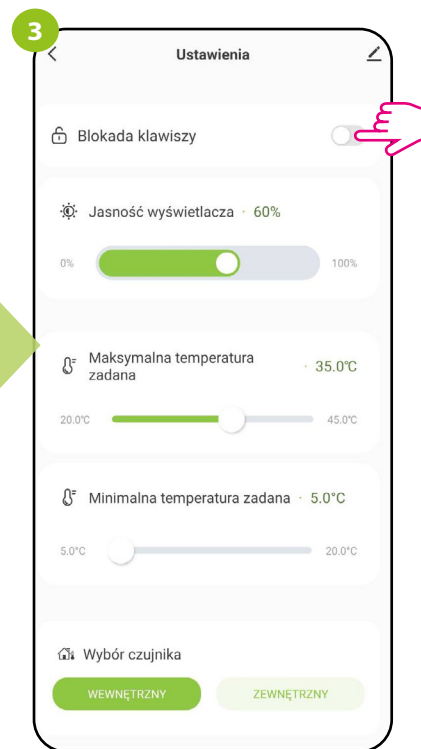 3
Ustawienia
Blokada klawiszy
Jasność wyświetlacza · 60%
0% 100%
Maksymalna temperatura
zadana · 35.0°C
20.0°C 45.0°C
Minimalna temperatura zadana · 5.0°C
5.0°C 20.0°C
Wybór czujnika
WEWNĘTRZNY ZEWNĘTRZNY